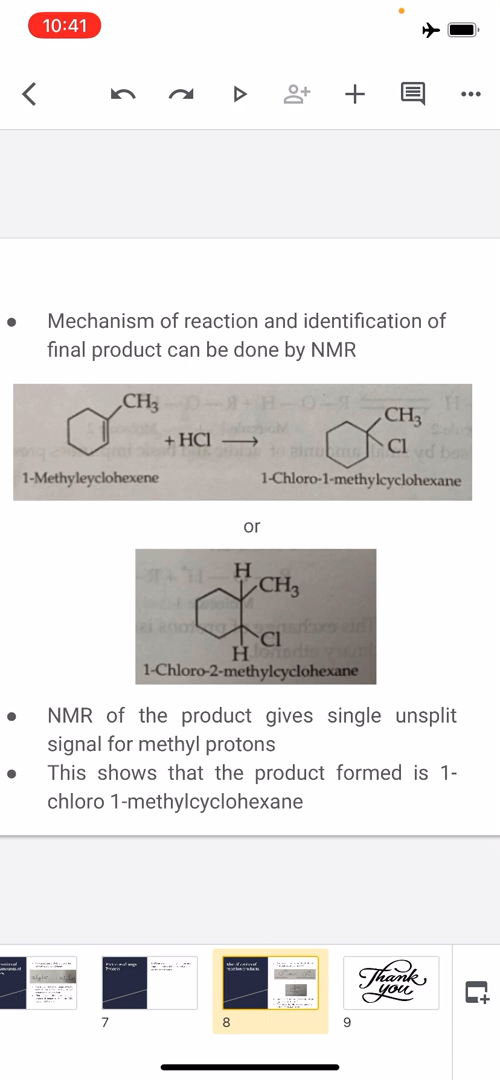 10:41
● Mechanism of reaction and identification of
final product can be done by NMR
CH3
+ HCl ⟶
CH3
Cl
1-Methyleyclohexene
1-Chloro-1-methylcyclohexane
or
H
CH3
Cl
H
1-Chloro-2-methylcyclohexane
● NMR of the product gives single unsplit
signal for methyl protons
● This shows that the product formed is 1-
chloro 1-methylcyclohexane
Thank
you
7
8
9